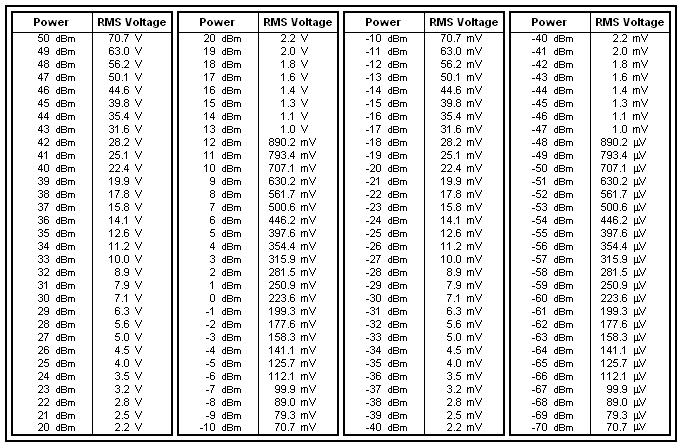 Power RMS Voltage Power RMS Voltage Power RMS Voltage Power RMS Voltage
50 dBm 70.7 V 20 dBm 2.2 V -10 dBm 70.7 mV -40 dBm 2.2 mV
49 dBm 63.0 V 19 dBm 2.0 V -11 dBm 63.0 mV -41 dBm 2.0 mV
48 dBm 56.2 V 18 dBm 1.8 V -12 dBm 56.2 mV -42 dBm 1.8 mV
47 dBm 50.1 V 17 dBm 1.6 V -13 dBm 50.1 mV -43 dBm 1.6 mV
46 dBm 44.6 V 16 dBm 1.4 V -14 dBm 44.6 mV -44 dBm 1.4 mV
45 dBm 39.8 V 15 dBm 1.3 V -15 dBm 39.8 mV -45 dBm 1.3 mV
44 dBm 35.4 V 14 dBm 1.1 V -16 dBm 35.4 mV -46 dBm 1.1 mV
43 dBm 31.6 V 13 dBm 1.0 V -17 dBm 31.6 mV -47 dBm 1.0 mV
42 dBm 28.2 V 12 dBm 890.2 mV -18 dBm 28.2 mV -48 dBm 890.2 µV
41 dBm 25.1 V 11 dBm 793.4 mV -19 dBm 25.1 mV -49 dBm 793.4 µV
40 dBm 22.4 V 10 dBm 707.1 mV -20 dBm 22.4 mV -50 dBm 707.1 µV
39 dBm 19.9 V 9 dBm 630.2 mV -21 dBm 19.9 mV -51 dBm 630.2 µV
38 dBm 17.8 V 8 dBm 561.7 mV -22 dBm 17.8 mV -52 dBm 561.7 µV
37 dBm 15.8 V 7 dBm 500.6 mV -23 dBm 15.8 mV -53 dBm 500.6 µV
36 dBm 14.1 V 6 dBm 446.2 mV -24 dBm 14.1 mV -54 dBm 446.2 µV
35 dBm 12.6 V 5 dBm 397.6 mV -25 dBm 12.6 mV -55 dBm 397.6 µV
34 dBm 11.2 V 4 dBm 354.4 mV -26 dBm 11.2 mV -56 dBm 354.4 µV
33 dBm 10.0 V 3 dBm 315.9 mV -27 dBm 10.0 mV -57 dBm 315.9 µV
32 dBm 8.9 V 2 dBm 281.5 mV -28 dBm 8.9 mV -58 dBm 281.5 µV
31 dBm 7.9 V 1 dBm 250.9 mV -29 dBm 7.9 mV -59 dBm 250.9 µV
30 dBm 7.1 V 0 dBm 223.6 mV -30 dBm 7.1 mV -60 dBm 223.6 µV
29 dBm 6.3 V -1 dBm 199.3 mV -31 dBm 6.3 mV -61 dBm 199.3 µV
28 dBm 5.6 V -2 dBm 177.6 mV -32 dBm 5.6 mV -62 dBm 177.6 µV
27 dBm 5.0 V -3 dBm 158.3 mV -33 dBm 5.0 mV -63 dBm 158.3 µV
26 dBm 4.5 V -4 dBm 141.1 mV -34 dBm 4.5 mV -64 dBm 141.1 µV
25 dBm 4.0 V -5 dBm 125.7 mV -35 dBm 4.0 mV -65 dBm 125.7 µV
24 dBm 3.5 V -6 dBm 112.1 mV -36 dBm 3.5 mV -66 dBm 112.1 µV
23 dBm 3.2 V -7 dBm 99.9 mV -37 dBm 3.2 mV -67 dBm 99.9 µV
22 dBm 2.8 V -8 dBm 89.0 mV -38 dBm 2.8 mV -68 dBm 89.0 µV
21 dBm 2.5 V -9 dBm 79.3 mV -39 dBm 2.5 mV -69 dBm 79.3 µV
20 dBm 2.2 V -10 dBm 70.7 mV -40 dBm 2.2 mV -70 dBm 70.7 µV